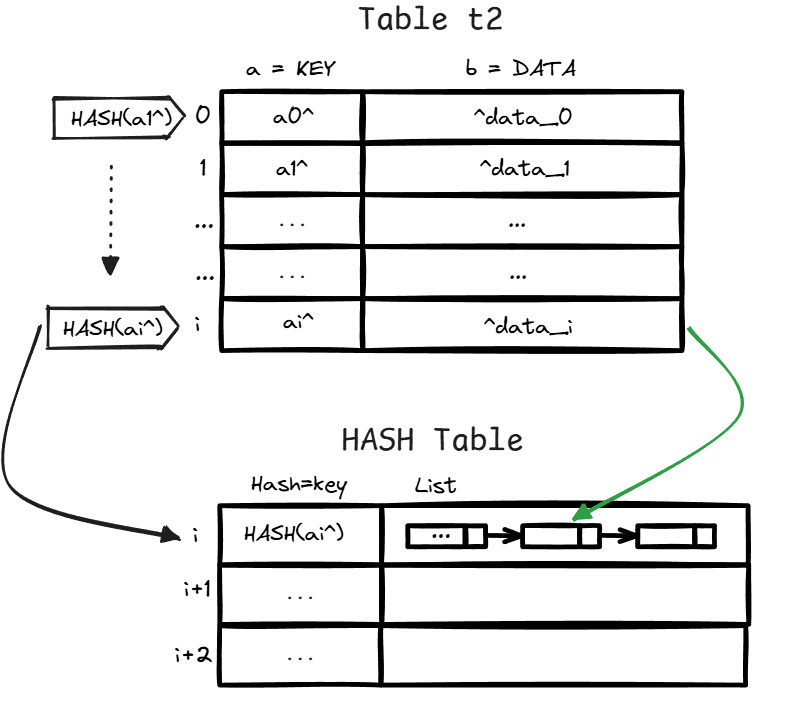 Table t2
a = KEY b = DATA
HASH(a1^) 0 a0^ ^data_0
1 a1^ ^data_1
... ... ...
... ... ...
HASH(ai^) i ai^ ^data_i
HASH Table
Hash=key List
i HASH(ai^) ...
i+1 ...
i+2 ...